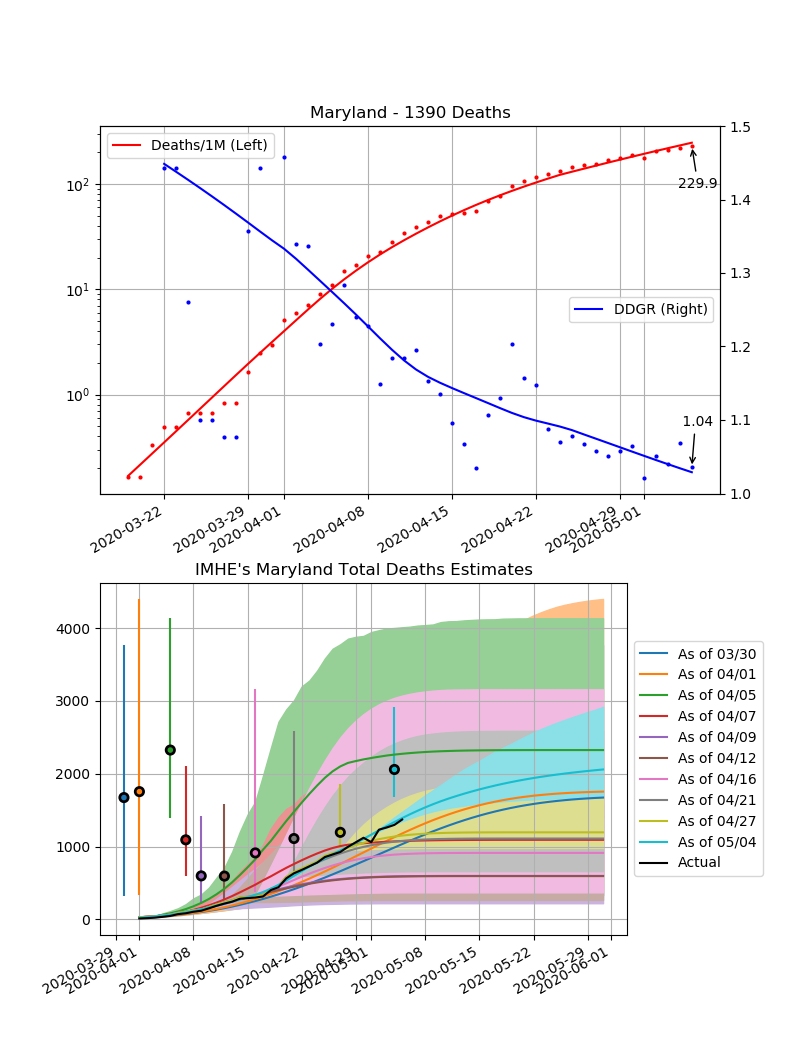 Maryland - 1390 Deaths
Deaths/1M (Left)
DDGR (Right)
229.9
1.04
10²
10¹
10⁰
1.5
1.4
1.3
1.2
1.1
1.0
2020-03-22
2020-03-29
2020-04-01
2020-04-08
2020-04-15
2020-04-22
2020-04-29
2020-05-01
IMHE's Maryland Total Deaths Estimates
4000
3000
2000
1000
0
2020-03-29
2020-04-01
2020-04-08
2020-04-15
2020-04-22
2020-04-29
2020-05-01
2020-05-08
2020-05-15
2020-05-22
2020-05-29
2020-06-01
As of 03/30
As of 04/01
As of 04/05
As of 04/07
As of 04/09
As of 04/12
As of 04/16
As of 04/21
As of 04/27
As of 05/04
Actual